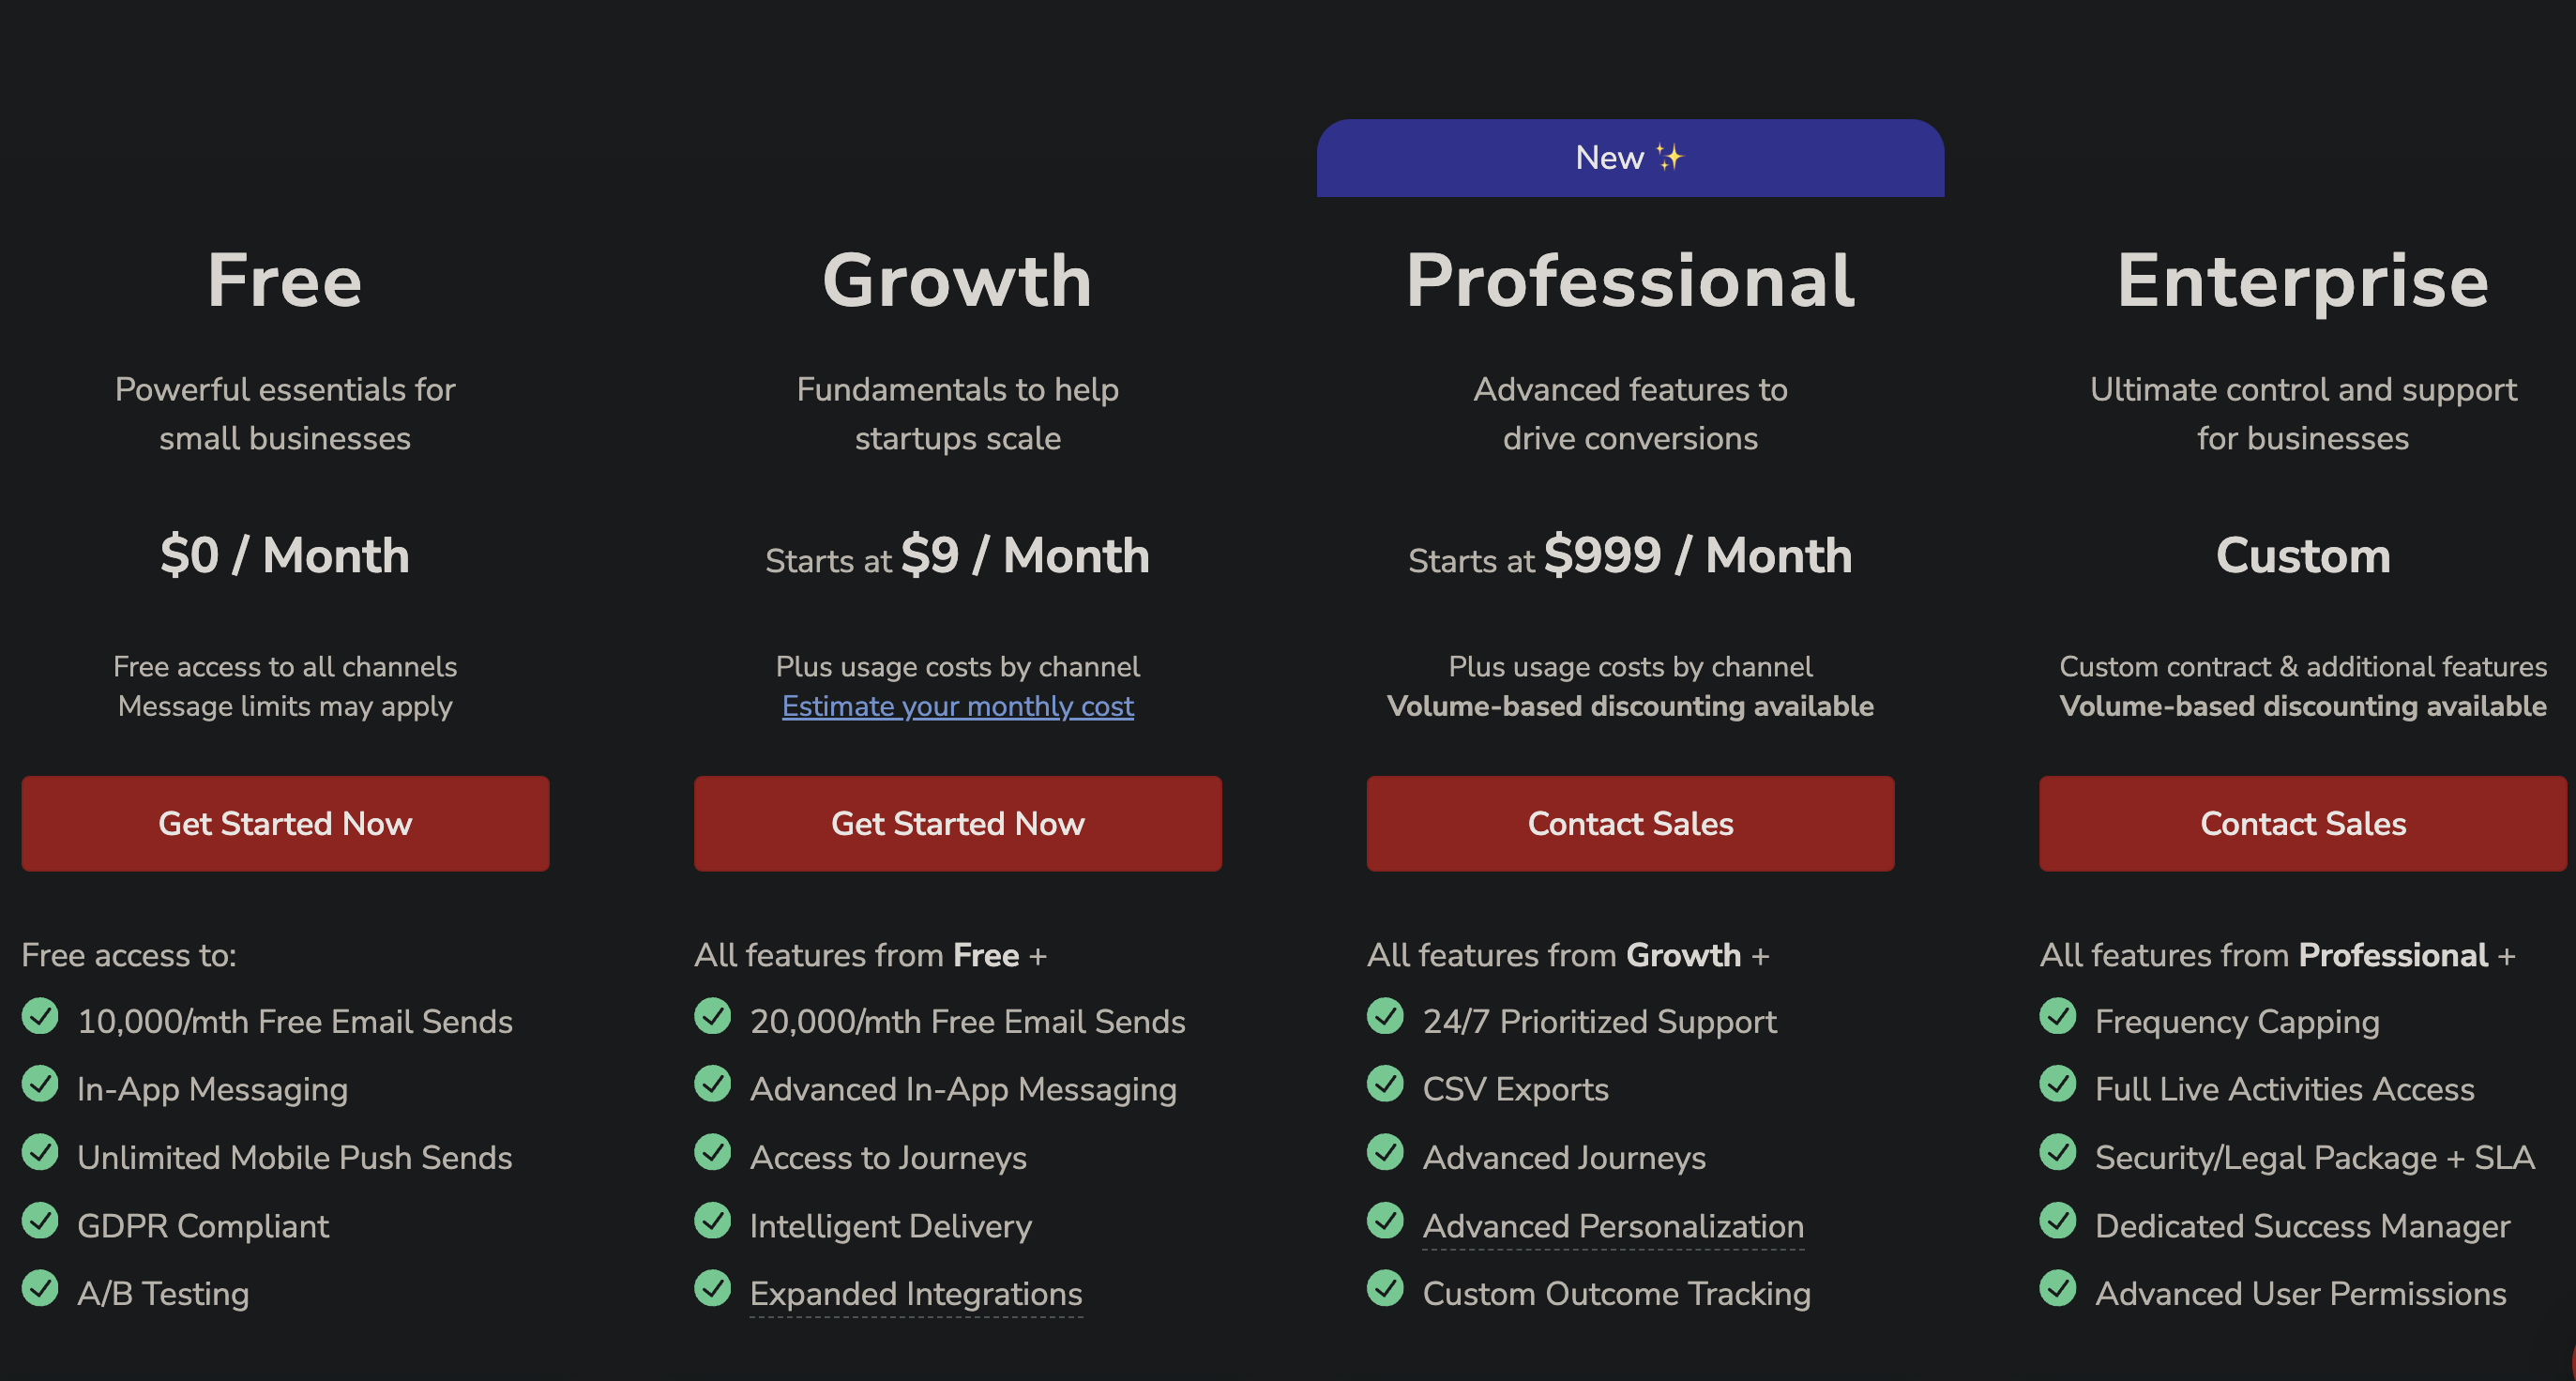 New ✨
Free
Powerful essentials for
small businesses
$0 / Month
Free access to all channels
Message limits may apply
Get Started Now
Free access to:
10,000/mth Free Email Sends
In-App Messaging
Unlimited Mobile Push Sends
GDPR Compliant
A/B Testing
Growth
Fundamentals to help
startups scale
Starts at $9 / Month
Plus usage costs by channel
Estimate your monthly cost
Get Started Now
All features from Free +
20,000/mth Free Email Sends
Advanced In-App Messaging
Access to Journeys
Intelligent Delivery
Expanded Integrations
Professional
Advanced features to
drive conversions
Starts at $999 / Month
Plus usage costs by channel
Volume-based discounting available
Contact Sales
All features from Growth +
24/7 Prioritized Support
CSV Exports
Advanced Journeys
Advanced Personalization
Custom Outcome Tracking
Enterprise
Ultimate control and support
for businesses
Custom
Custom contract & additional features
Volume-based discounting available
Contact Sales
All features from Professional +
Frequency Capping
Full Live Activities Access
Security/Legal Package + SLA
Dedicated Success Manager
Advanced User Permissions